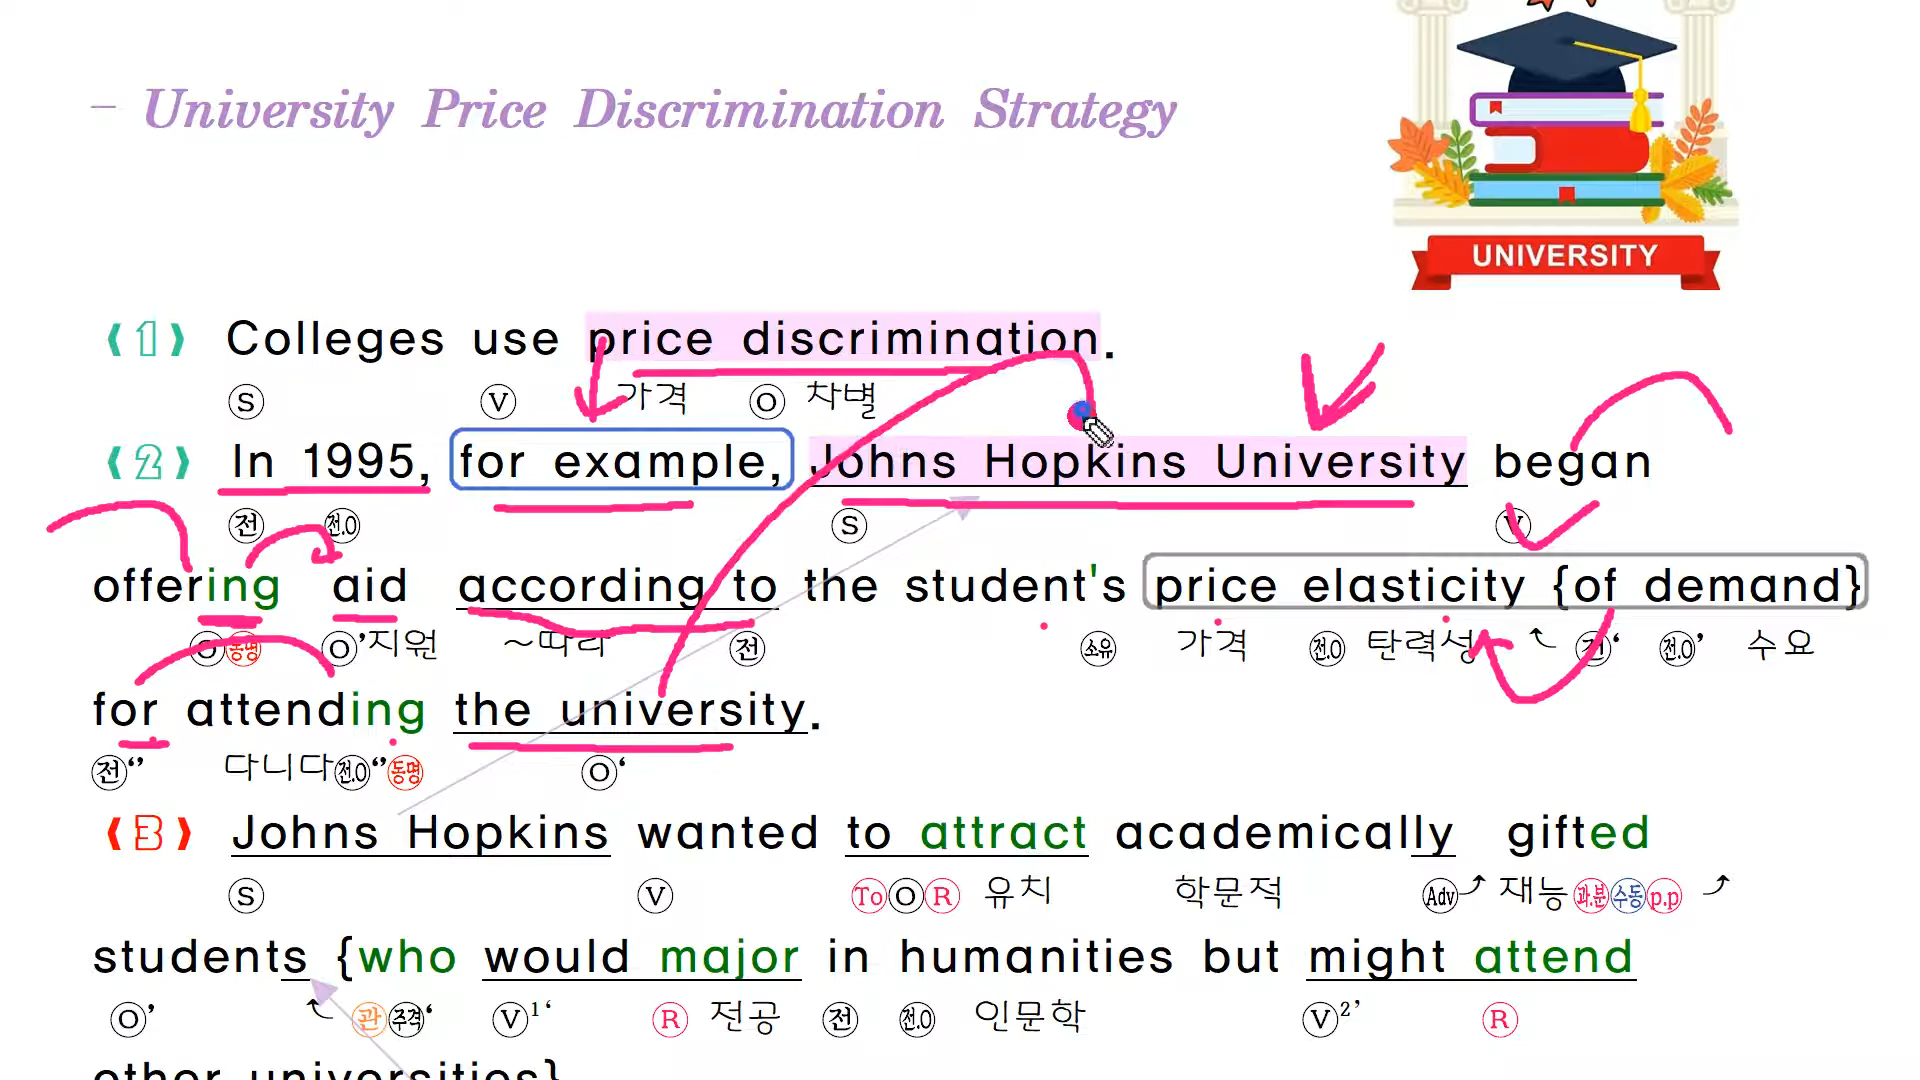 - University Price Discrimination Strategy
UNIVERSITY
(1) Colleges use price discrimination.
S V 가격 O 차별
(2) In 1995, for example, Johns Hopkins University began
전 전.O S V
offering aid according to the student's price elasticity {of demand}
O 동명 O' 지원 ~따라 전 소유 가격 전.O 탄력성 전' 전.O' 수요
for attending the university.
전" 다니다 전.O" 동명 O'
(3) Johns Hopkins wanted to attract academically gifted
S V To O R 유치 학문적 Adv 재능 과.분 수동 p.p
students {who would major in humanities but might attend
O' 관 주격' V1' R 전공 전 전.O 인문학 V2' R
other universities}